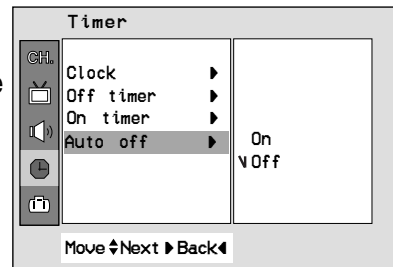 Timer
e
CH.
Clock
Off timer
On timer
Auto off
On
√ Off
Move Next Back